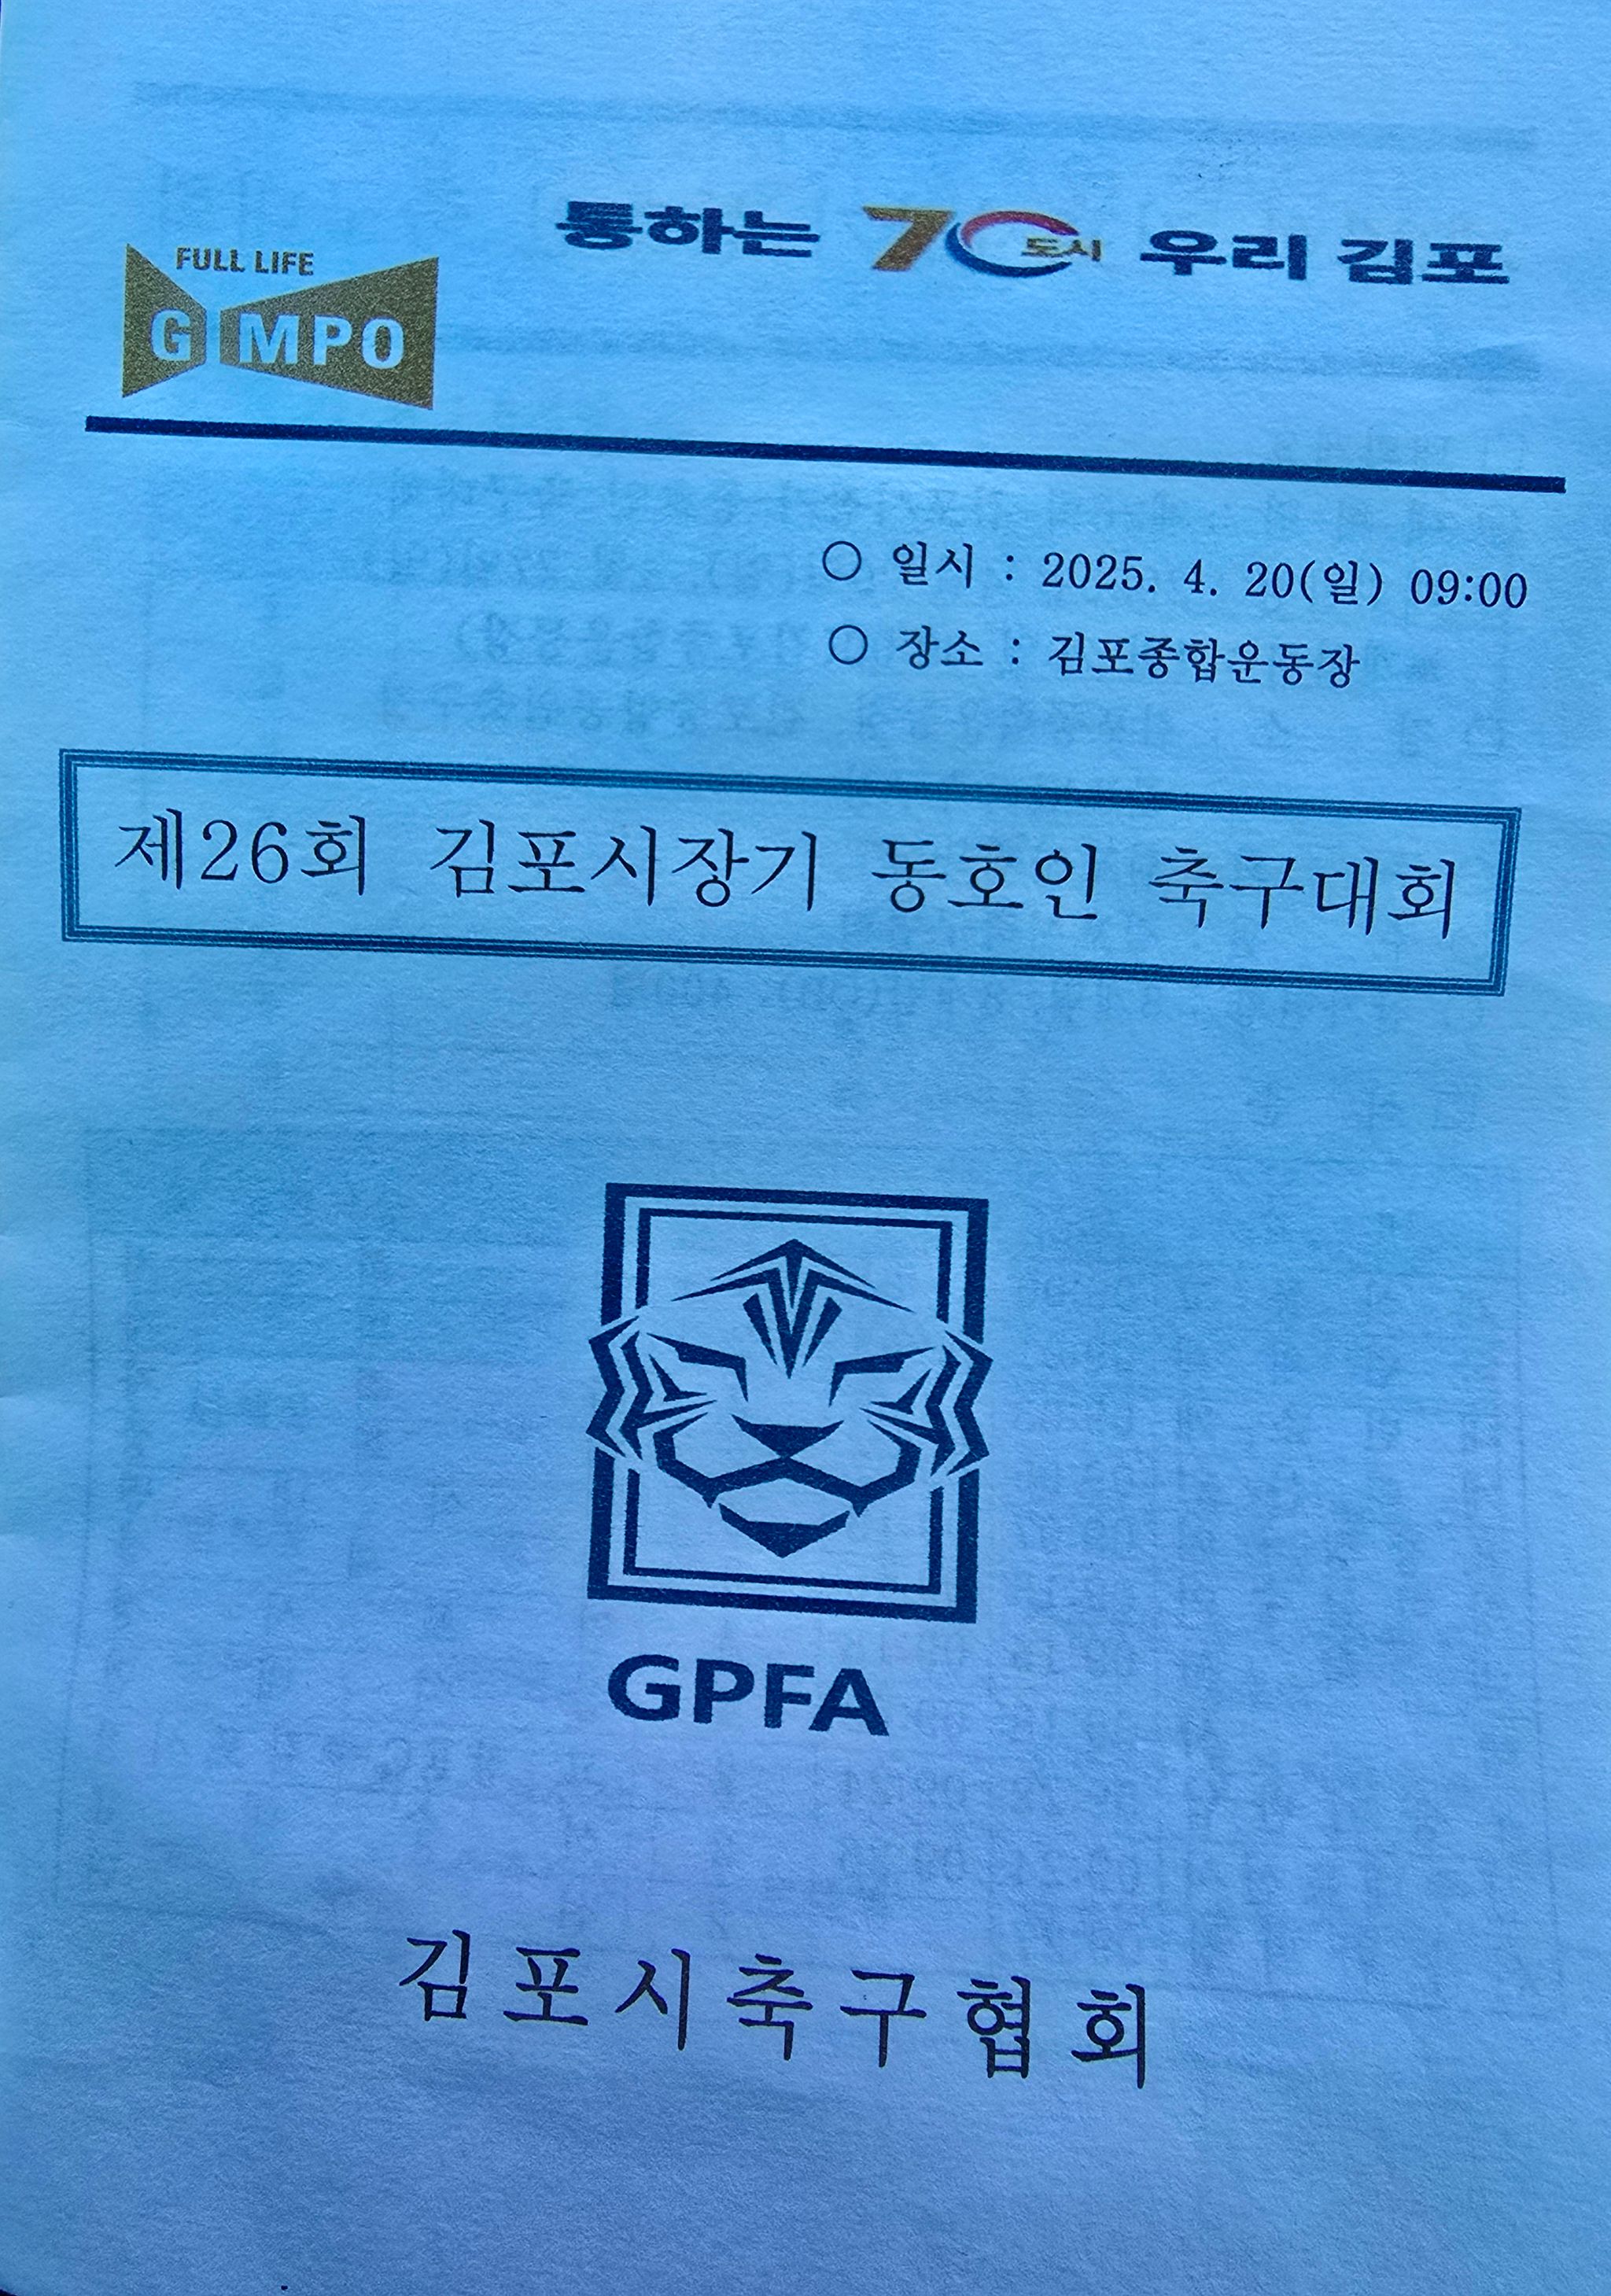 통하는 70도시 우리 김포
FULL LIFE
GIMPO
○ 일시 : 2025. 4. 20(일) 09:00
○ 장소 : 김포종합운동장
제26회 김포시장기 동호인 축구대회
GPFA
김포시축구협회